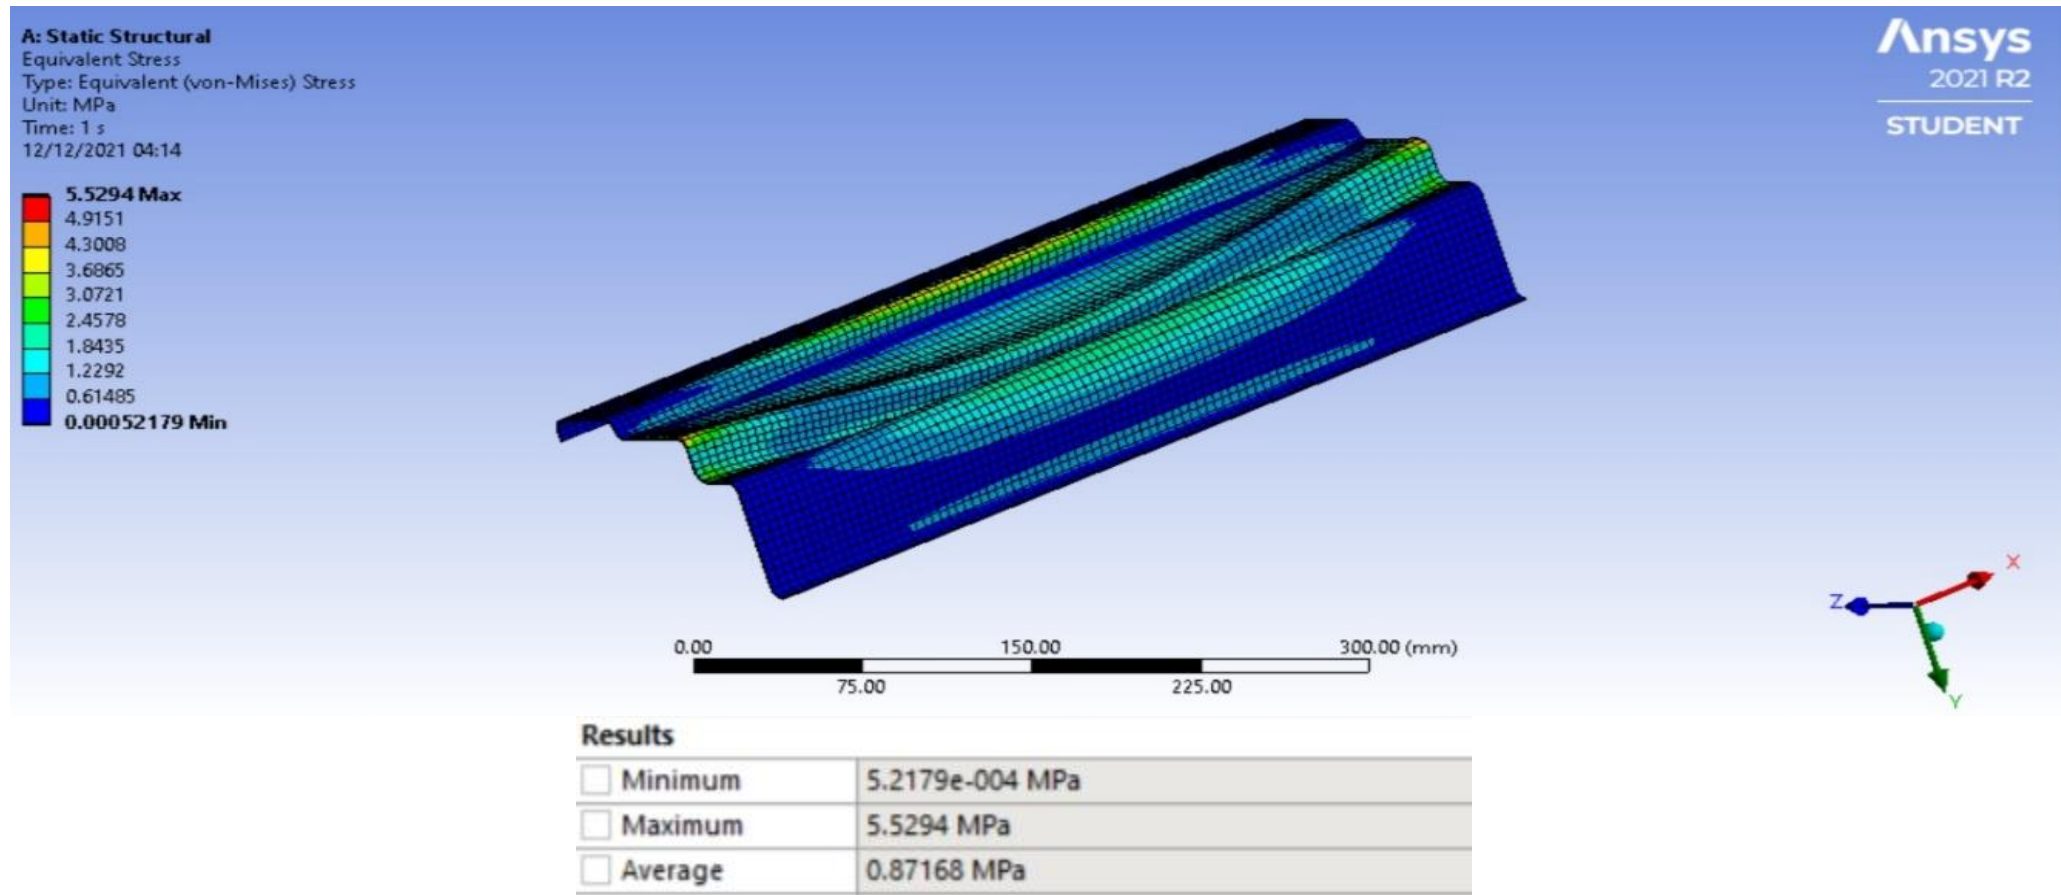 A: Static Structural
Equivalent Stress
Type: Equivalent (von-Mises) Stress
Unit: MPa
Time: 1 s
12/12/2021 04:14
5.5294 Max
4.9151
4.3008
3.6865
3.0721
2.4578
1.8435
1.2292
0.61485
0.00052179 Min
Ansys
2021 R2
STUDENT
X
Z
Y
0.00 150.00 300.00 (mm)
75.00 225.00
Results
Minimum 5.2179e-004 MPa
Maximum 5.5294 MPa
Average 0.87168 MPa